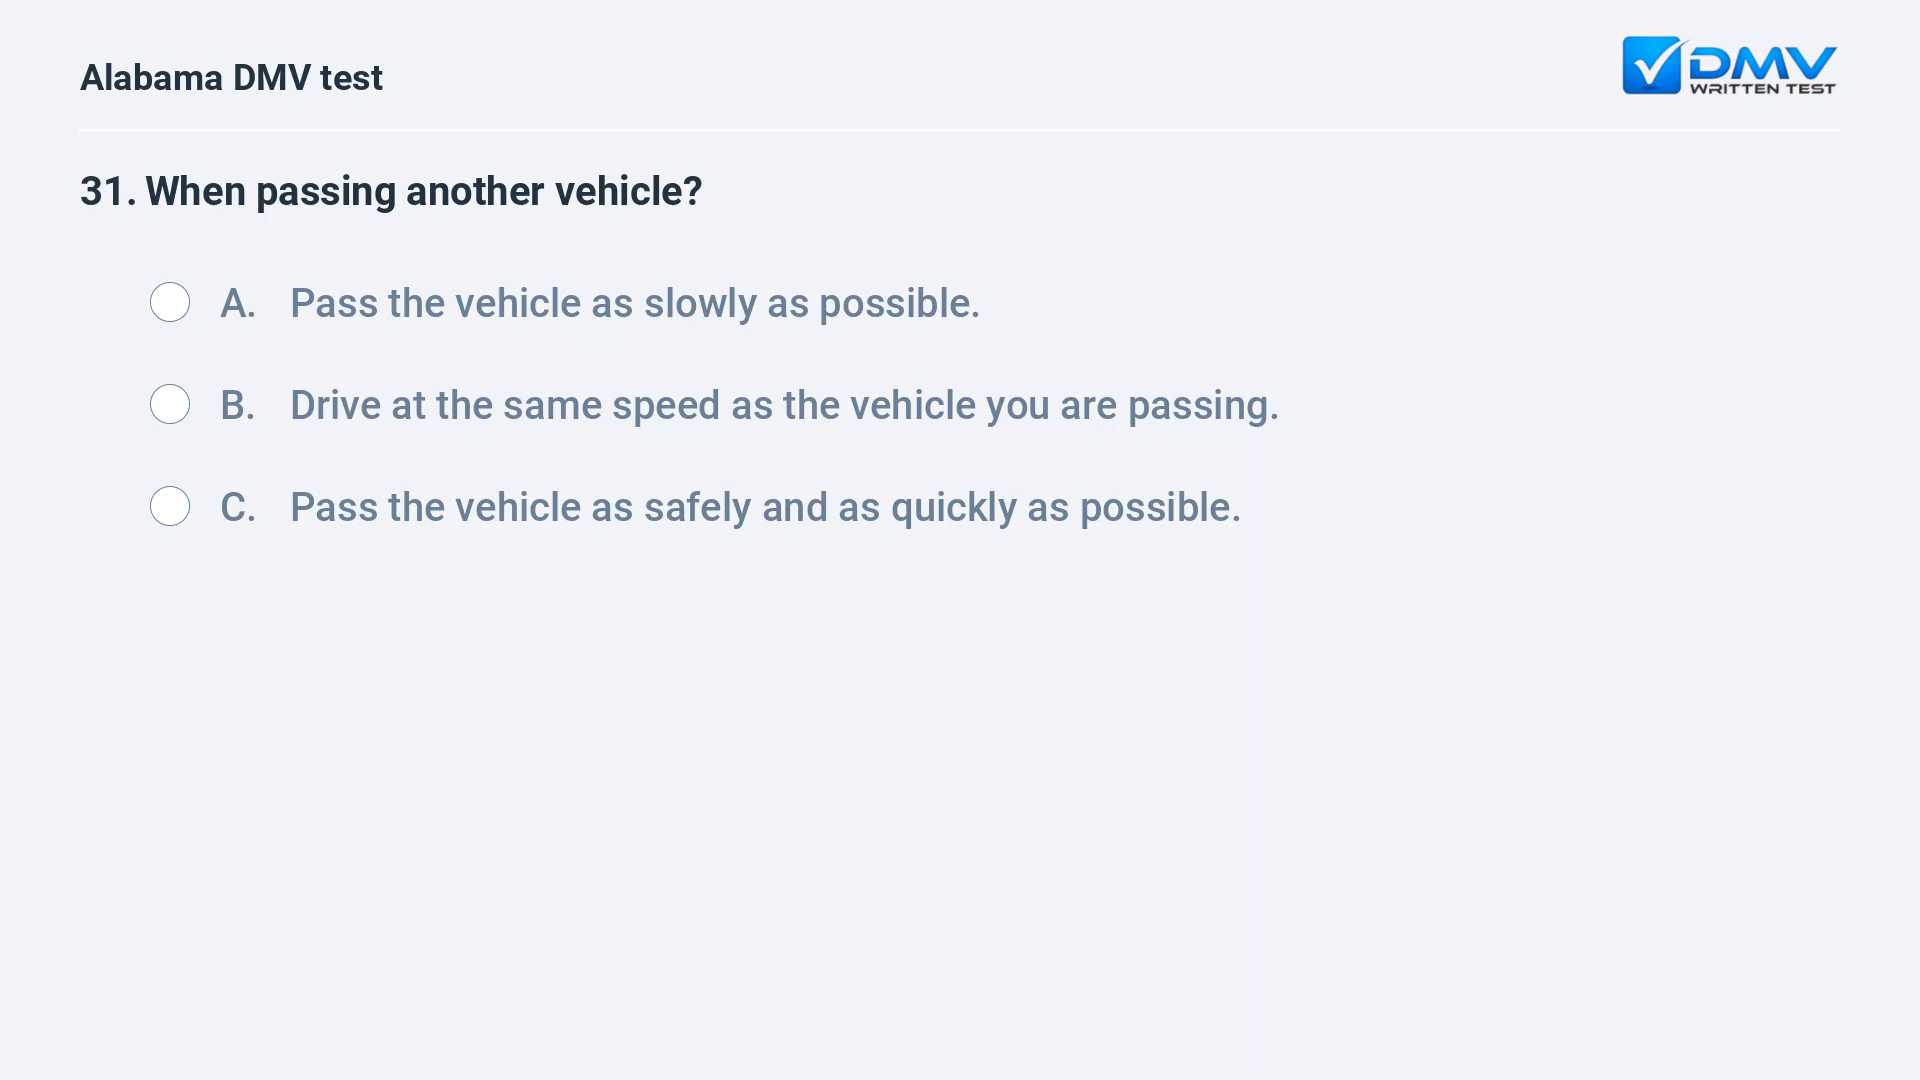 Alabama DMV test
DMV
WRITTEN TEST
31. When passing another vehicle?
A. Pass the vehicle as slowly as possible.
B. Drive at the same speed as the vehicle you are passing.
C. Pass the vehicle as safely and as quickly as possible.